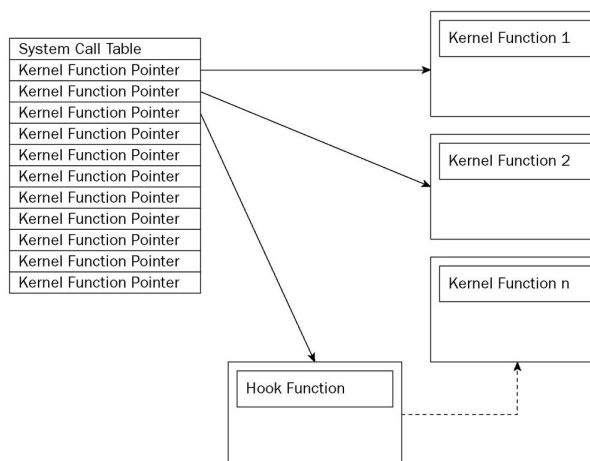 System Call Table
Kernel Function Pointer
Kernel Function Pointer
Kernel Function Pointer
Kernel Function Pointer
Kernel Function Pointer
Kernel Function Pointer
Kernel Function Pointer
Kernel Function Pointer
Kernel Function Pointer
Kernel Function Pointer
Kernel Function Pointer
Kernel Function 1
Kernel Function 2
Kernel Function n
Hook Function